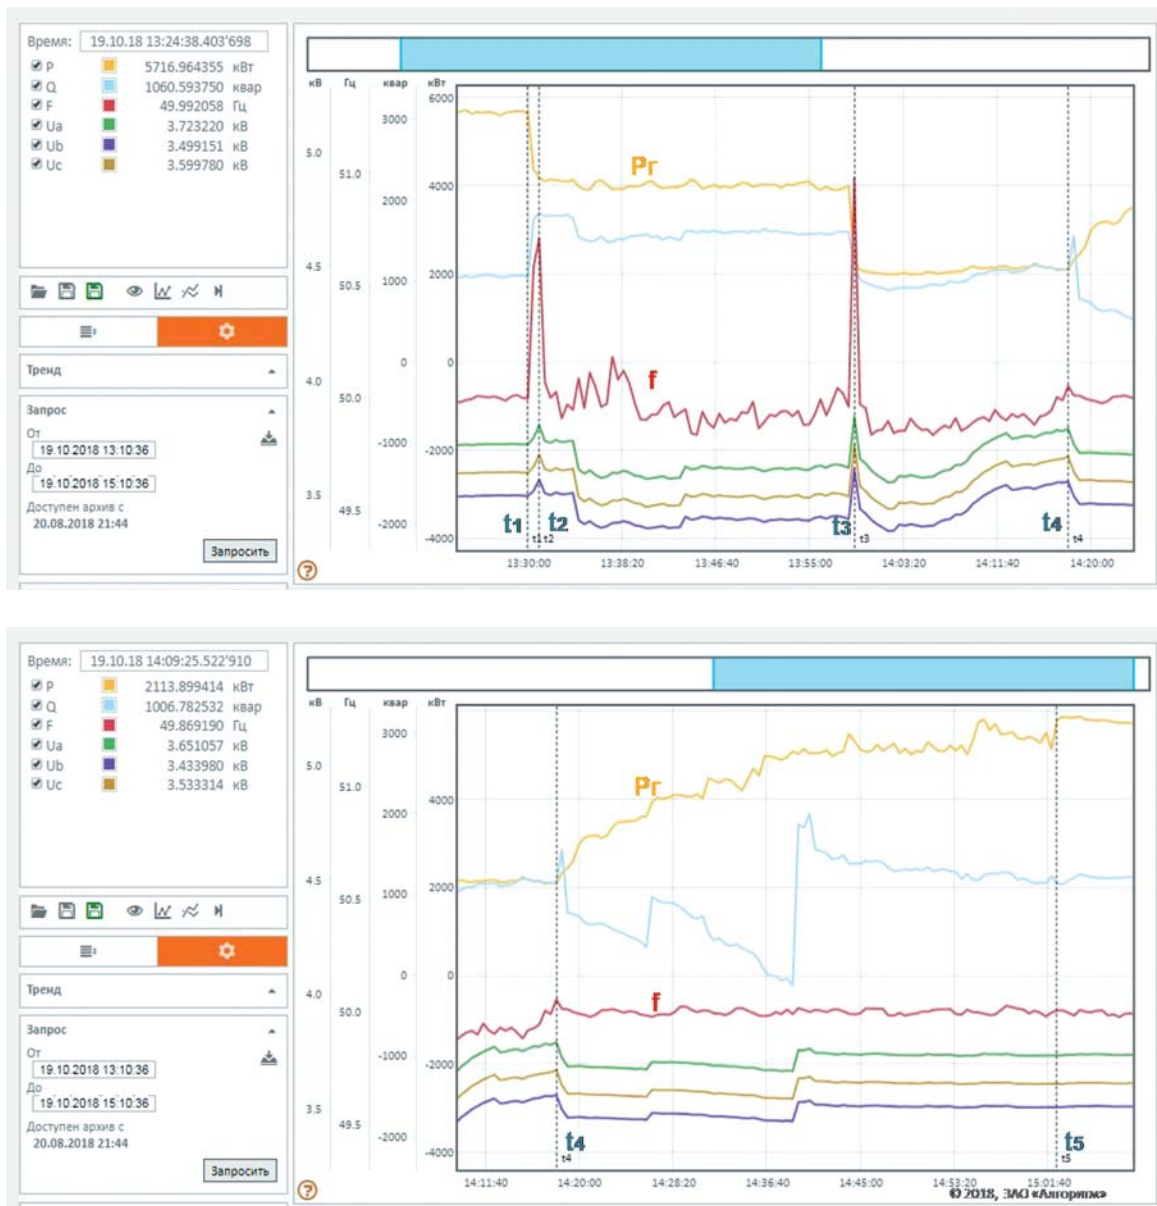 Время: 19.10.18 13:24:38.403'698
P 5716.964355 кВт
Q 1060.593750 квар
F 49.992058 Гц
Ua 3.723220 кВ
Ub 3.499151 кВ
Uc 3.599780 кВ
Тренд
Запрос
От
19.10.2018 13:10:36
До
19.10.2018 15:10:36
Доступен архив с
20.08.2018 21:44
Запросить
?
кВ Гц квар кВт
6000
3000
5.0
51.0
4000
2000
4.5
50.5
1000
2000
0 0
4.0
50.0
-1000
-2000
3.5
49.5
-2000
-4000
Pг
f
t1 t2 t3 t4
t1 t2 t3 t4
13:30:00 13:38:20 13:46:40 13:55:00 14:03:20 14:11:40 14:20:00
Время: 19.10.18 14:09:25.522'910
P 2113.899414 кВт
Q 1006.782532 квар
F 49.869190 Гц
Ua 3.651057 кВ
Ub 3.433980 кВ
Uc 3.533314 кВ
Тренд
Запрос
От
19.10.2018 13:10:36
До
19.10.2018 15:10:36
Доступен архив с
20.08.2018 21:44
Запросить
?
кВ Гц квар кВт
3000
5.0
51.0
4000
2000
4.5
50.5
1000
2000
0 0
4.0
50.0
-1000
-2000
3.5
49.5
-2000
-4000
Pг
f
t4 t5
t4 t5
14:11:40 14:20:00 14:28:20 14:36:40 14:45:00 14:53:20 15:01:40
© 2018, ЗАО «Алгоритм»